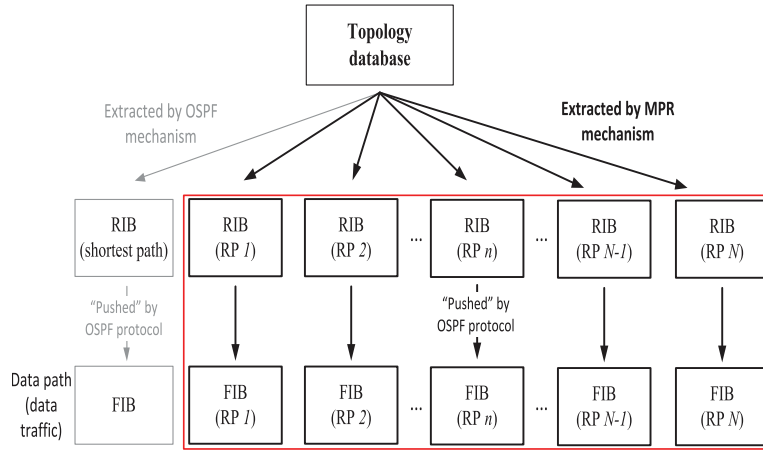 Topology
database
Extracted by OSPF
mechanism
Extracted by MPR
mechanism
RIB
(shortest path)
RIB
(RP 1)
RIB
(RP 2)
...
RIB
(RP n)
...
RIB
(RP N-1)
RIB
(RP N)
“Pushed” by
OSPF protocol
“Pushed” by
OSPF protocol
Data path
(data
traffic)
FIB
FIB
(RP 1)
FIB
(RP 2)
...
FIB
(RP n)
...
FIB
(RP N-1)
FIB
(RP N)